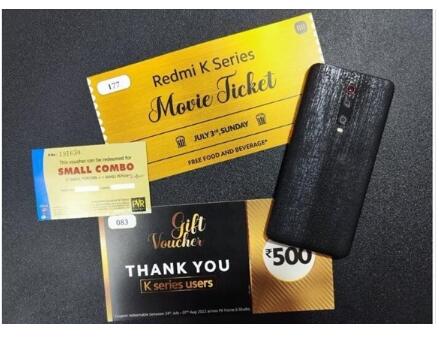 177
Redmi K Series
Movie Ticket
JULY 3rd, SUNDAY
FREE FOOD AND BEVERAGE*
This voucher can be redeemed for
SMALL COMBO
PVR
083
Gift
Voucher
THANK YOU
K series users
₹500